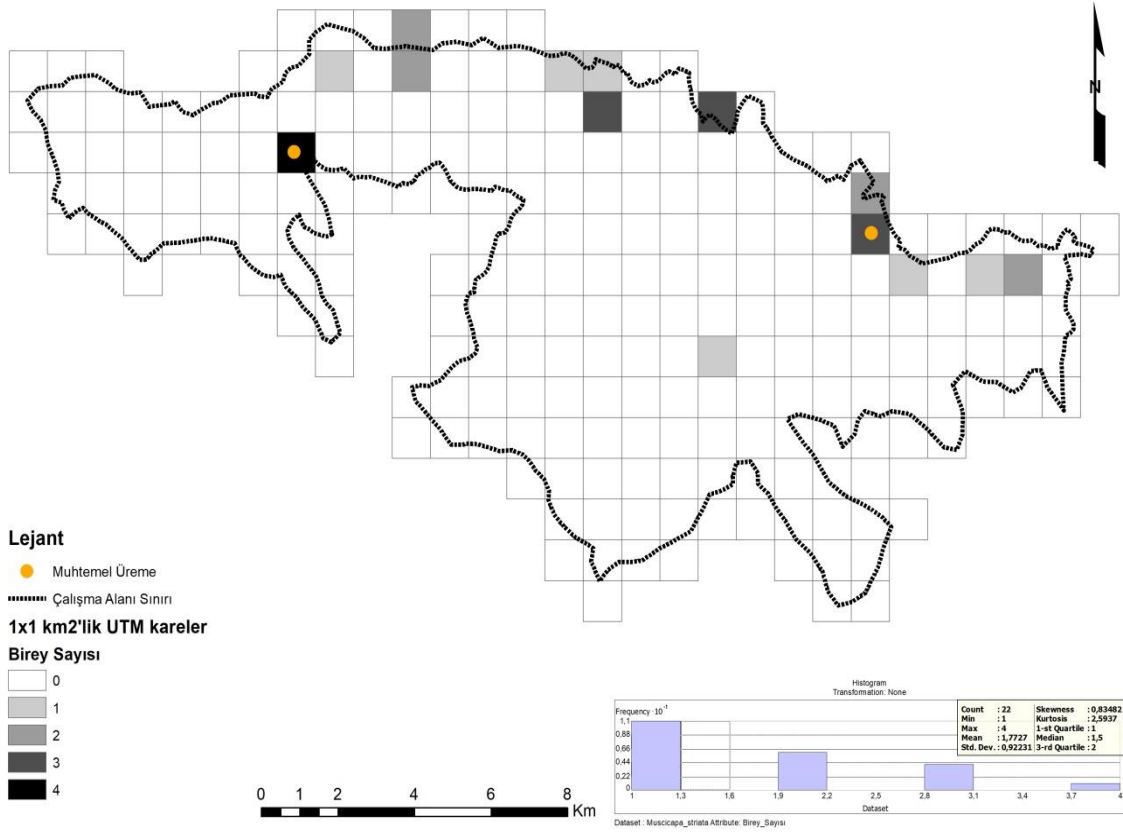 N
Lejant
Muhtemel Üreme
Çalışma Alanı Sınırı
1x1 km2'lik UTM kareler
Birey Sayısı
0
1
2
3
4
0 1 2 4 6 8
Km
Histogram
Transformation: None
Frequency · 10⁻¹
1,1
0,88
0,66
0,44
0,22
0
1 1,3 1,6 1,9 2,2 2,5 2,8 3,1 3,4 3,7 4
Dataset
Count : 22 Skewness : 0,83482
Min : 1 Kurtosis : 2,5937
Max : 4 1-st Quartile : 1
Mean : 1,7727 Median : 1,5
Std. Dev. : 0,92231 3-rd Quartile : 2
Dataset : Muscicapa_striata Attribute: Birey_Sayısı